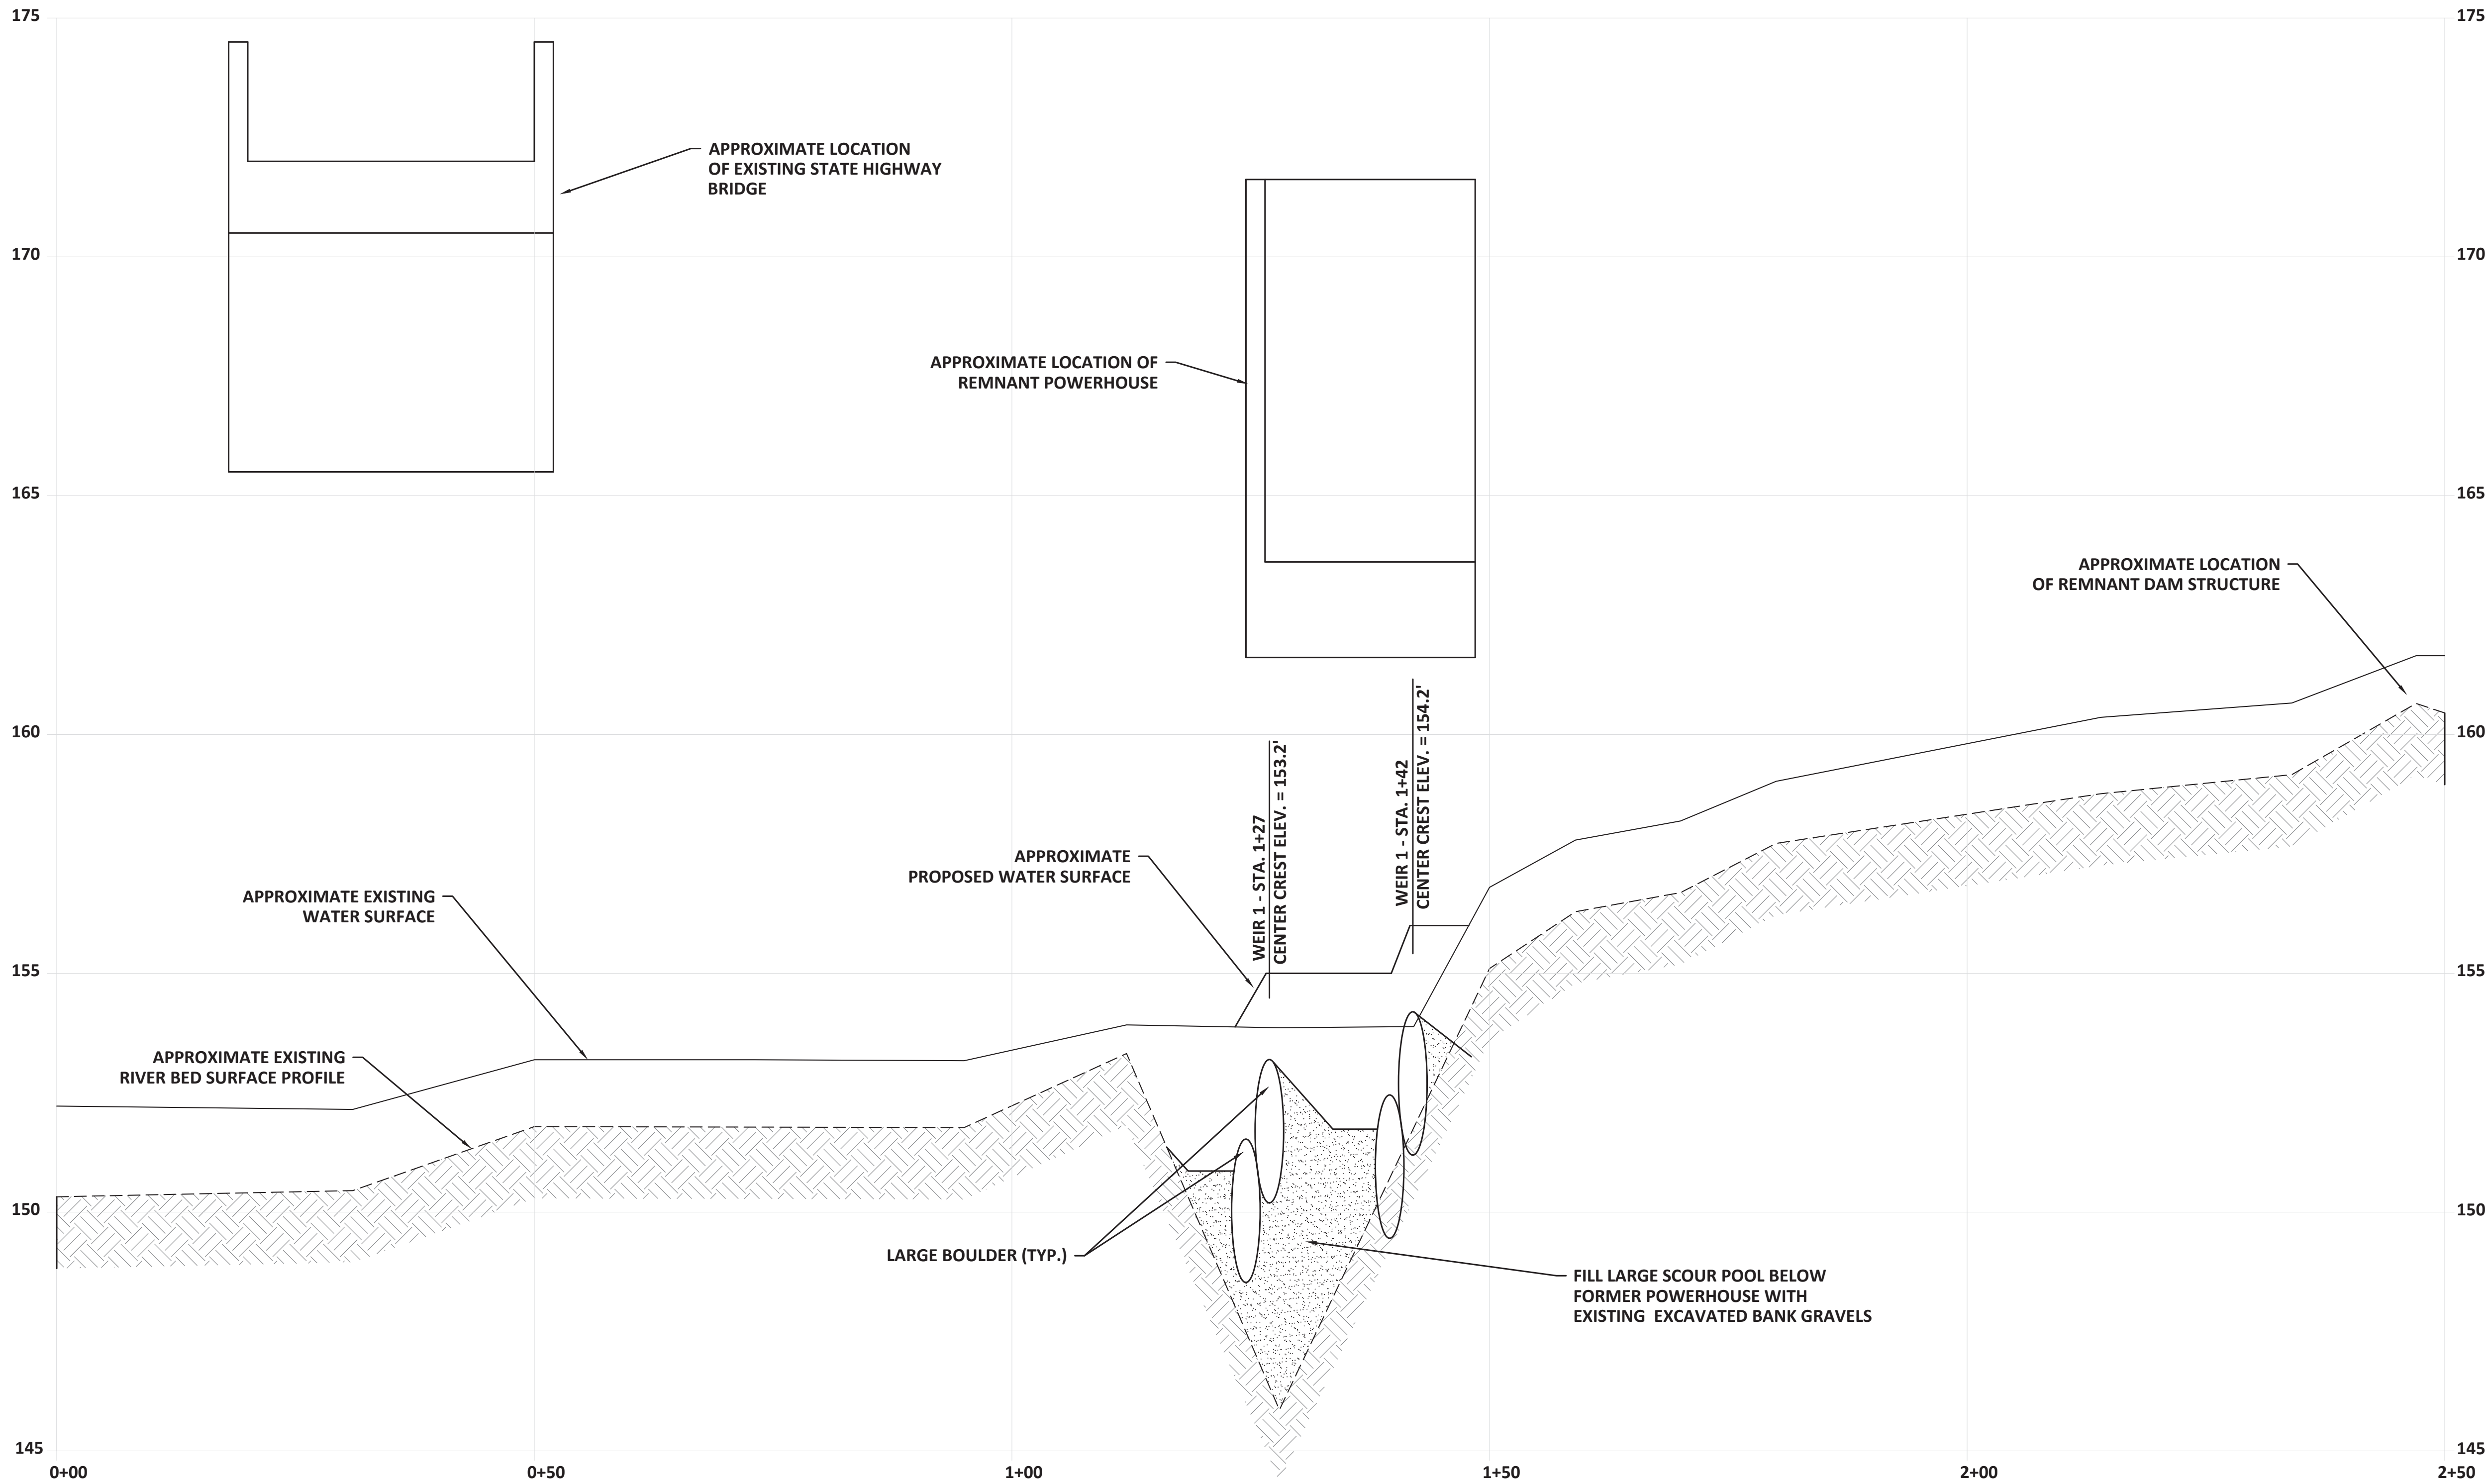 175
175
APPROXIMATE LOCATION
OF EXISTING STATE HIGHWAY
BRIDGE
170
170
APPROXIMATE LOCATION OF
REMNANT POWERHOUSE
165
165
APPROXIMATE LOCATION
OF REMNANT DAM STRUCTURE
160
160
WEIR 1 - STA. 1+27
CENTER CREST ELEV. = 153.2'
WEIR 1 - STA. 1+42
CENTER CREST ELEV. = 154.2'
APPROXIMATE
PROPOSED WATER SURFACE
APPROXIMATE EXISTING
WATER SURFACE
155
155
APPROXIMATE EXISTING
RIVER BED SURFACE PROFILE
150
150
LARGE BOULDER (TYP.)
FILL LARGE SCOUR POOL BELOW
FORMER POWERHOUSE WITH
EXISTING EXCAVATED BANK GRAVELS
145
145
0+00
0+50
1+00
1+50
2+00
2+50